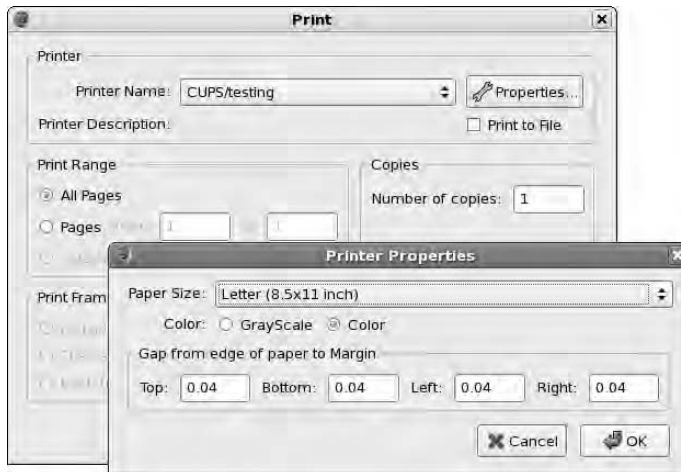 Print
Printer
Printer Name: CUPS/testing Properties...
Printer Description: Print to File
Print Range
All Pages
Pages 1 1
Copies
Number of copies: 1
Print Fram
Printer Properties
Paper Size: Letter (8.5x11 inch)
Color: GrayScale Color
Gap from edge of paper to Margin
Top: 0.04 Bottom: 0.04 Left: 0.04 Right: 0.04
Cancel OK